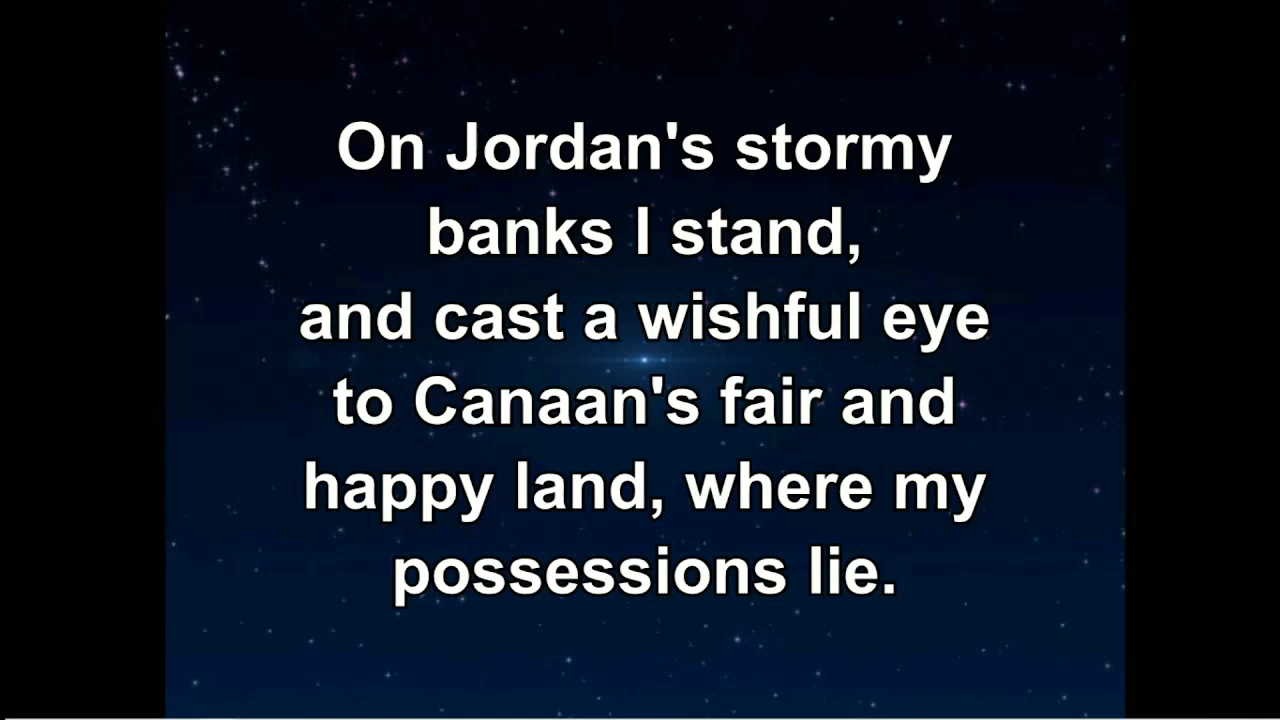 On Jordan's stormy
banks I stand,
and cast a wishful eye
to Canaan's fair and
happy land, where my
possessions lie.